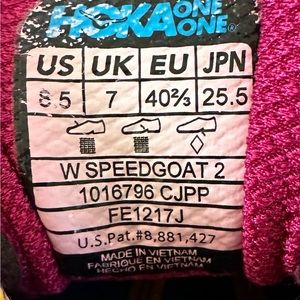 HOKA ONE ONE®
US UK EU JPN
8.5 7 40⅔ 25.5
W SPEEDGOAT 2
1016796 CJPP
FE1217J
U.S.Pat.#8,881,427
MADE IN VIETNAM
FABRIQUÉ EN VIETNAM
HECHO EN VIETNAM